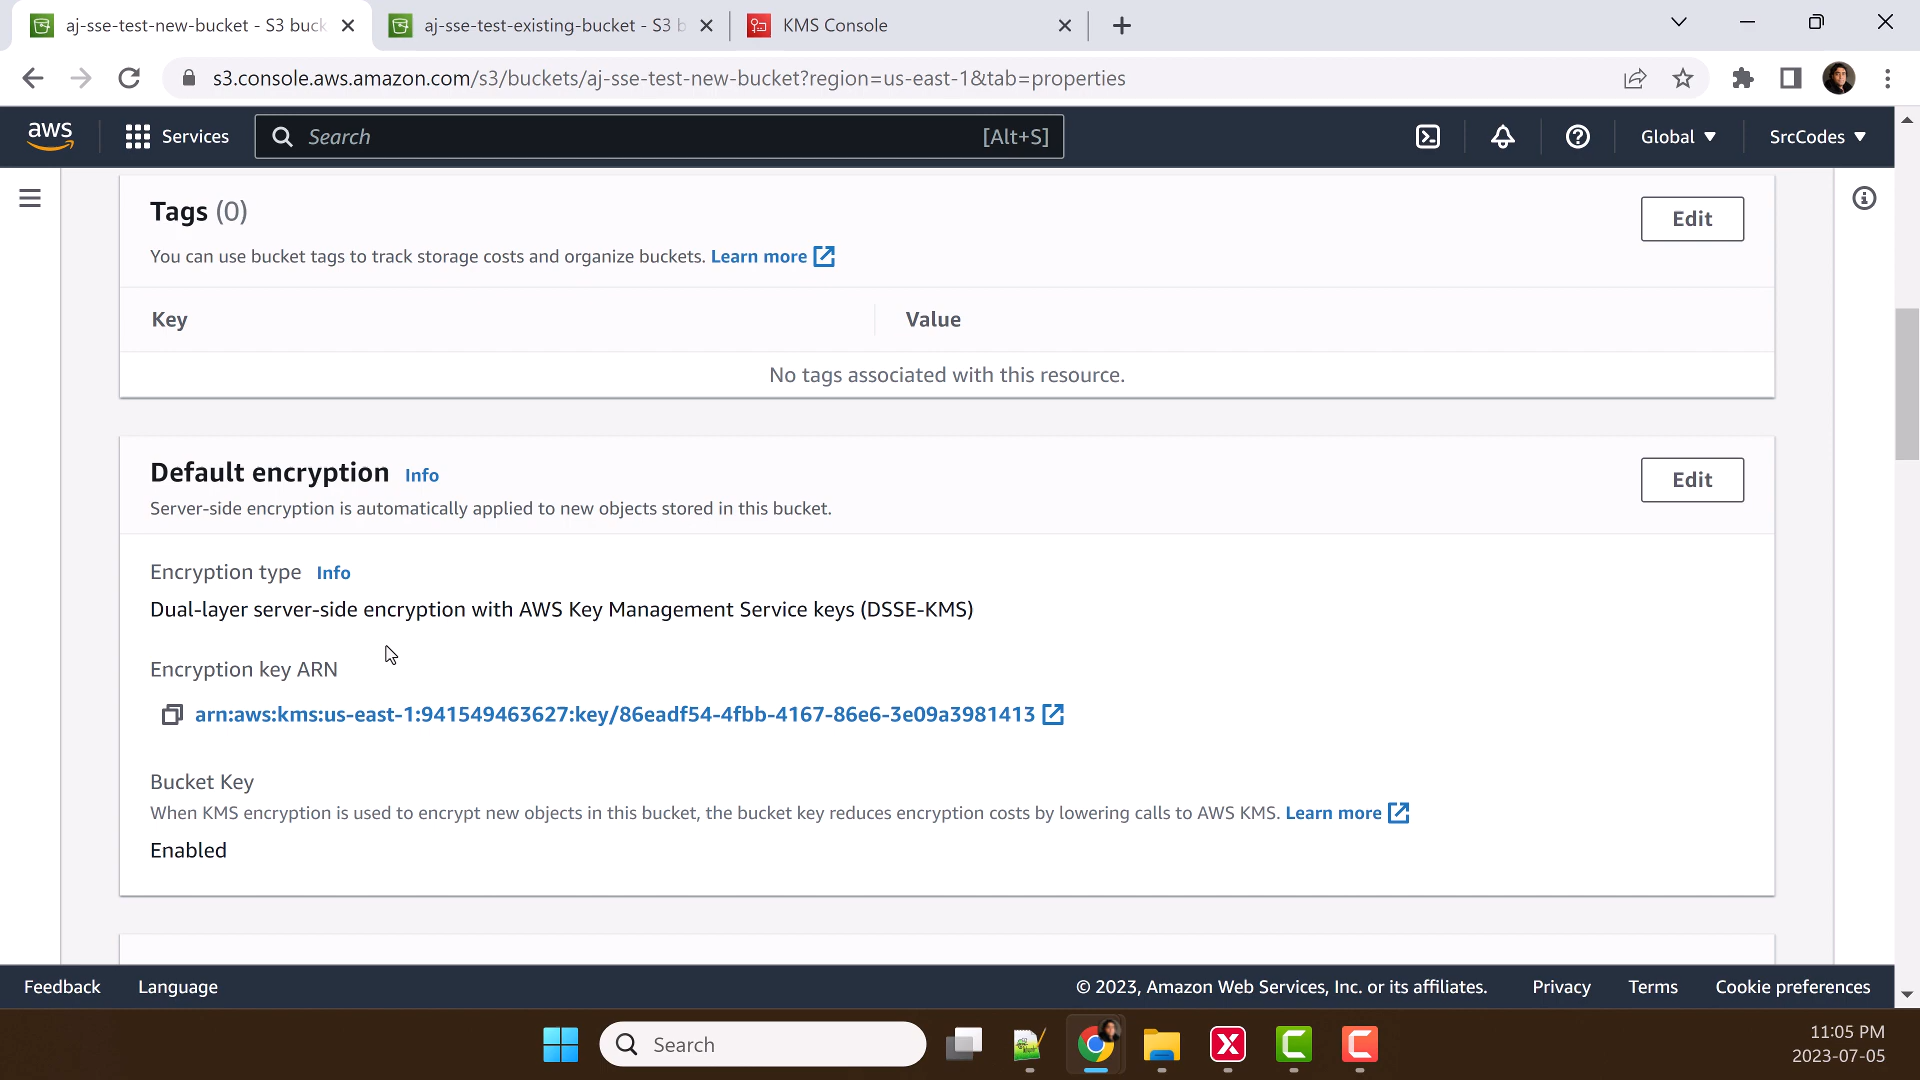 aj-sse-test-new-bucket - S3 buck
aj-sse-test-existing-bucket - S3 b
KMS Console
s3.console.aws.amazon.com/s3/buckets/aj-sse-test-new-bucket?region=us-east-1&tab=properties
aws
Services
Search
[Alt+S]
Global
SrcCodes
Tags (0)
Edit
You can use bucket tags to track storage costs and organize buckets. Learn more
Key
Value
No tags associated with this resource.
Default encryption Info
Edit
Server-side encryption is automatically applied to new objects stored in this bucket.
Encryption type Info
Dual-layer server-side encryption with AWS Key Management Service keys (DSSE-KMS)
Encryption key ARN
arn:aws:kms:us-east-1:941549463627:key/86eadf54-4fbb-4167-86e6-3e09a3981413
Bucket Key
When KMS encryption is used to encrypt new objects in this bucket, the bucket key reduces encryption costs by lowering calls to AWS KMS. Learn more
Enabled
Feedback
Language
© 2023, Amazon Web Services, Inc. or its affiliates.
Privacy
Terms
Cookie preferences
Search
11:05 PM
2023-07-05